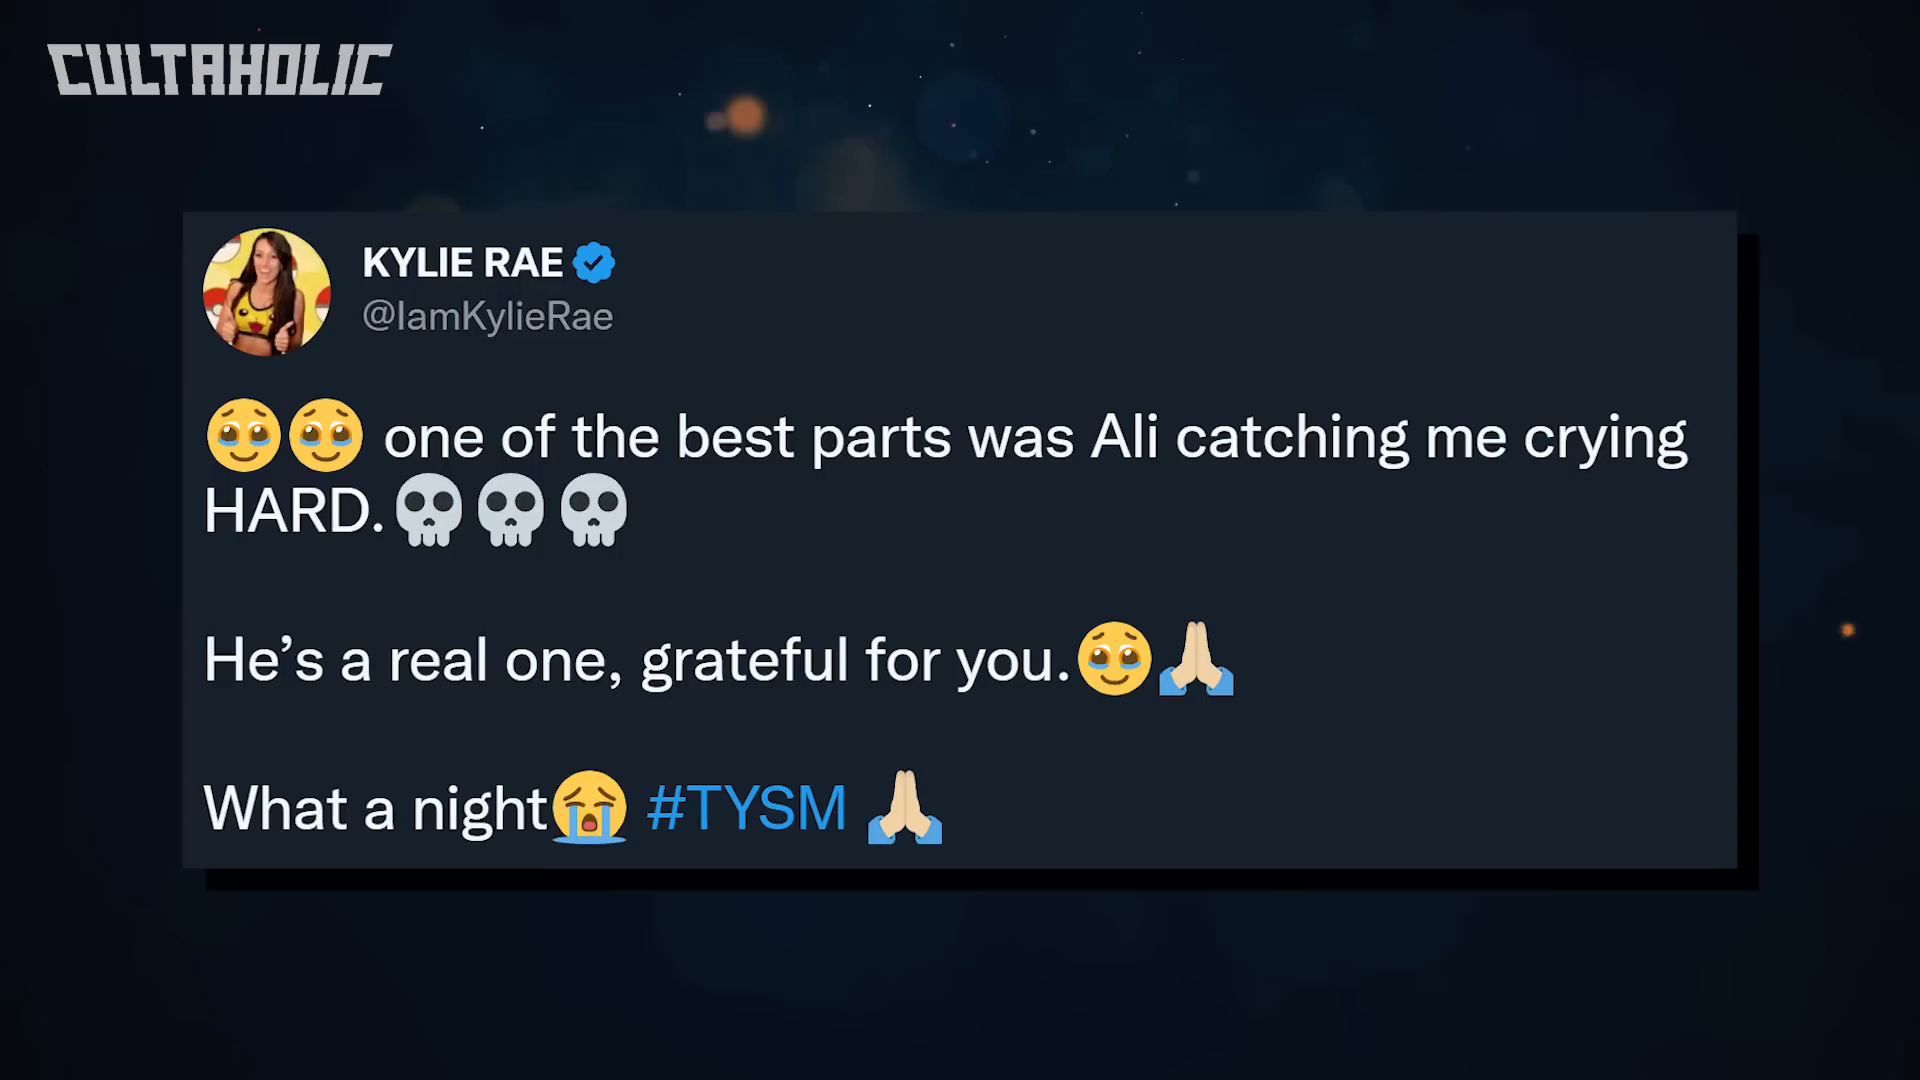 CULTAHOLIC
KYLIE RAE
@IamKylieRae
🥹🥹 one of the best parts was Ali catching me crying
HARD.💀💀💀
He’s a real one, grateful for you.🥹🙏🏼
What a night😭 #TYSM 🙏🏼